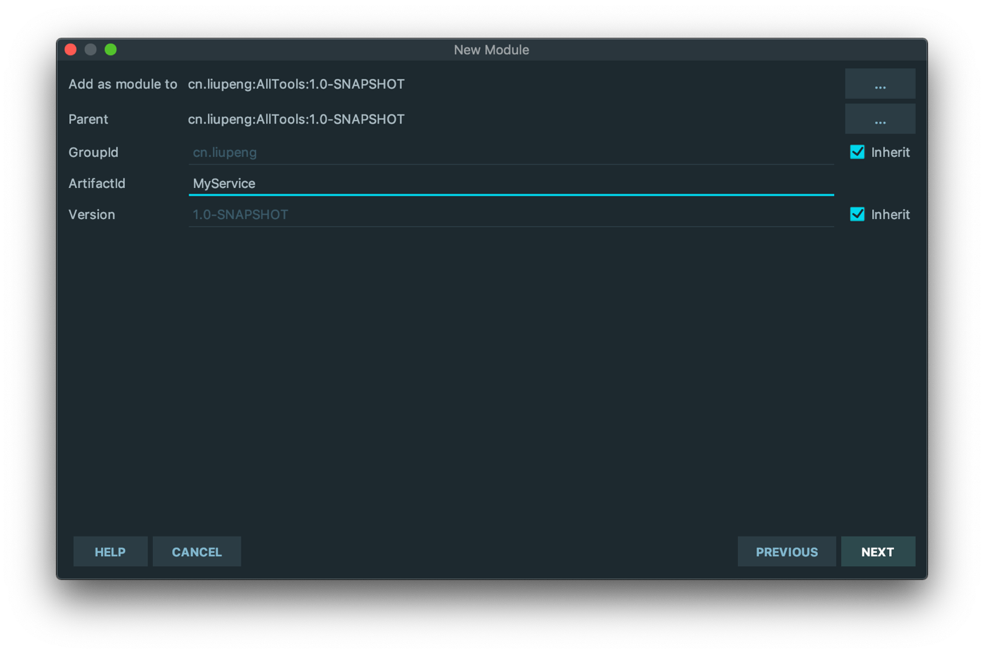 New Module
Add as module to cn.liupeng:AllTools:1.0-SNAPSHOT ...
Parent cn.liupeng:AllTools:1.0-SNAPSHOT ...
GroupId cn.liupeng Inherit
ArtifactId MyService
Version 1.0-SNAPSHOT Inherit
HELP CANCEL PREVIOUS NEXT